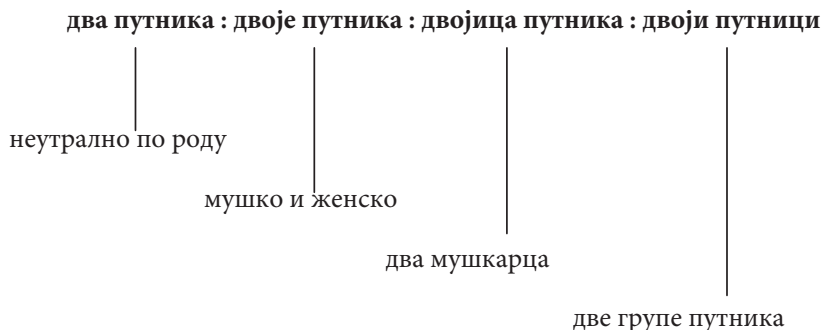 два путника : двоје путника : двојица путника : двоји путници
неутрално по роду
мушко и женско
два мушкарца
две групе путника